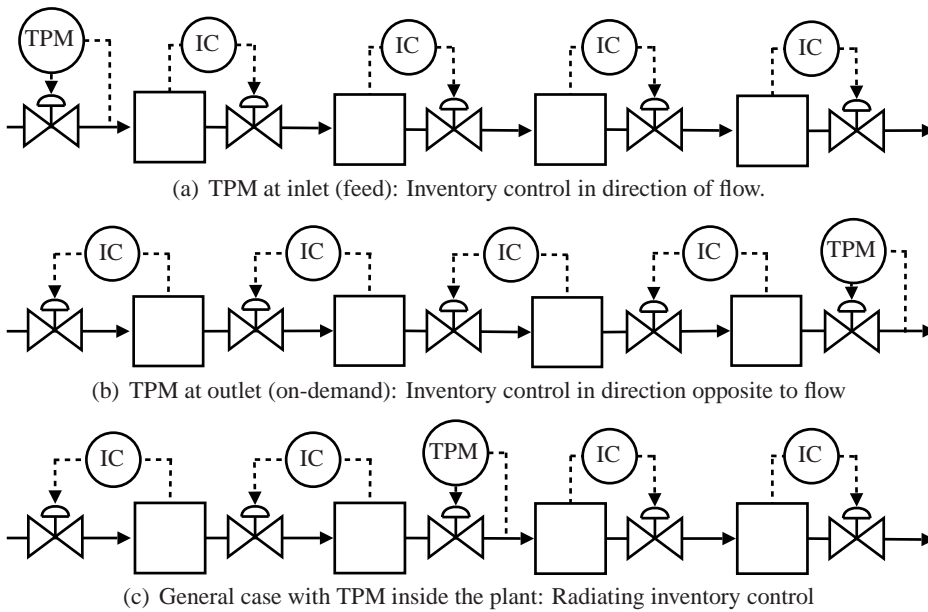 TPM IC IC IC IC
(a) TPM at inlet (feed): Inventory control in direction of flow.
IC IC IC IC TPM
(b) TPM at outlet (on-demand): Inventory control in direction opposite to flow
IC IC TPM IC IC
(c) General case with TPM inside the plant: Radiating inventory control